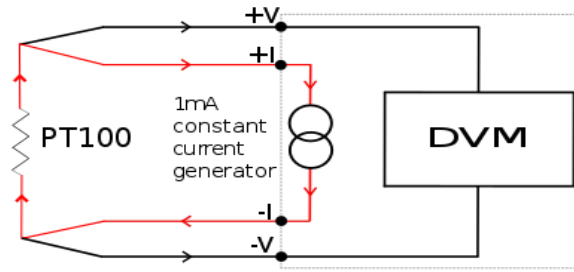 +V
+I
1mA
constant
current
generator
PT100
DVM
-I
-V